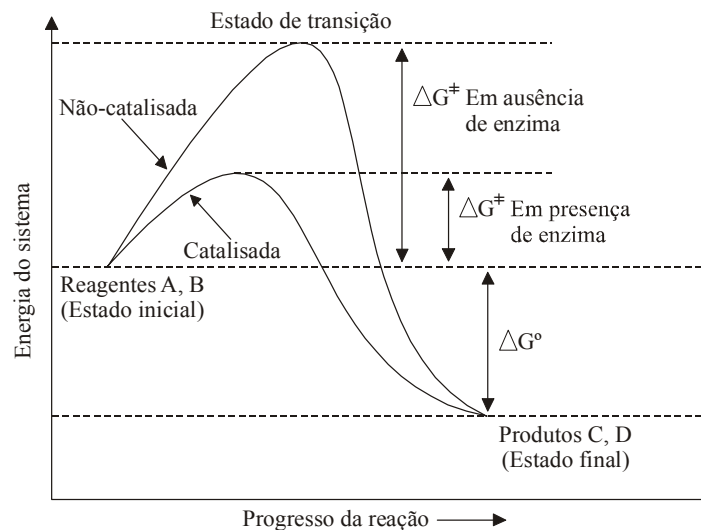 Estado de transição
Não-catalisada
△G‡ Em ausência
de enzima
△G‡ Em presença
de enzima
Catalisada
Energia do sistema
Reagentes A, B
(Estado inicial)
△Gº
Produtos C, D
(Estado final)
Progresso da reação